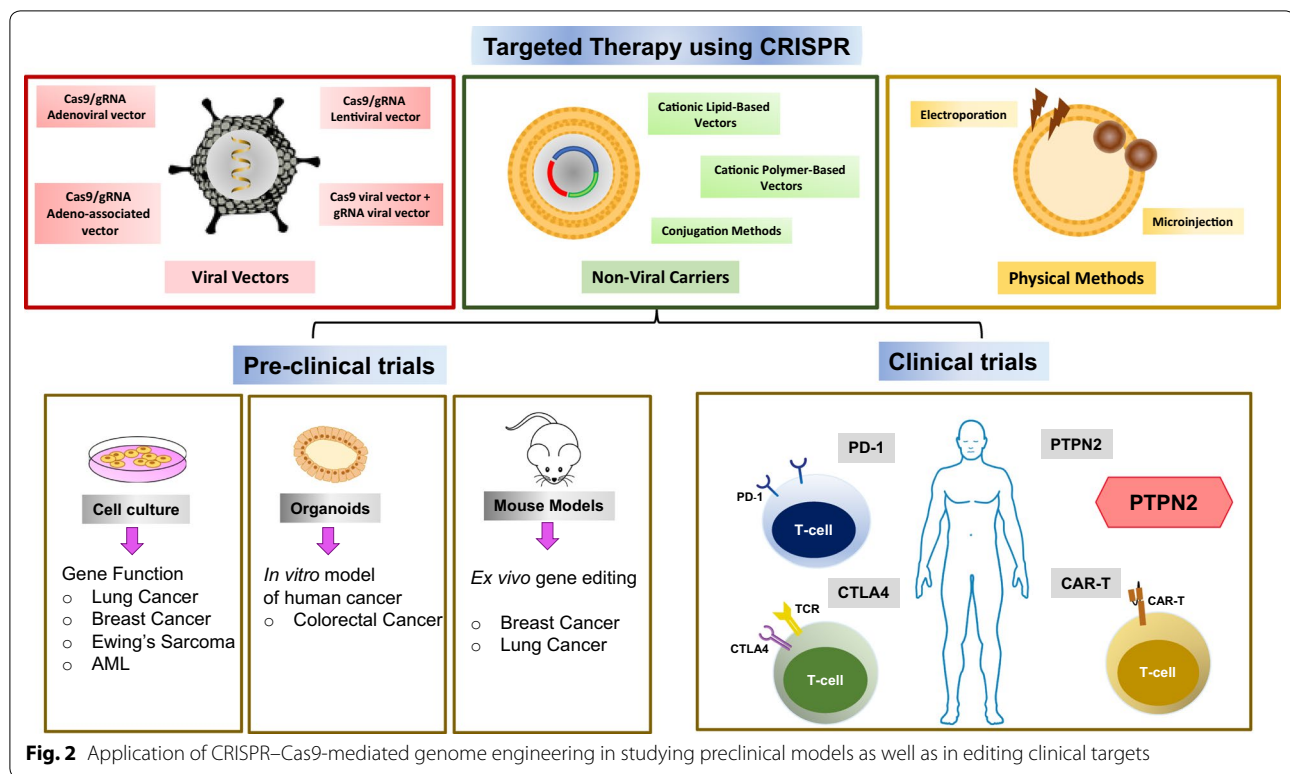 Targeted Therapy using CRISPR
Cas9/gRNA
Adenoviral vector
Cas9/gRNA
Lentiviral vector
Cas9/gRNA
Adeno-associated
vector
Cas9 viral vector +
gRNA viral vector
Viral Vectors
Cationic Lipid-Based
Vectors
Cationic Polymer-Based
Vectors
Conjugation Methods
Non-Viral Carriers
Electroporation
Microinjection
Physical Methods
Pre-clinical trials
Cell culture
Gene Function
o Lung Cancer
o Breast Cancer
o Ewing's Sarcoma
o AML
Organoids
In vitro model
of human cancer
o Colorectal Cancer
Mouse Models
Ex vivo gene editing
o Breast Cancer
o Lung Cancer
Clinical trials
PD-1
PD-1
T-cell
PTPN2
PTPN2
CTLA4
TCR
CTLA4
T-cell
CAR-T
CAR-T
T-cell
Fig. 2 Application of CRISPR–Cas9-mediated genome engineering in studying preclinical models as well as in editing clinical targets